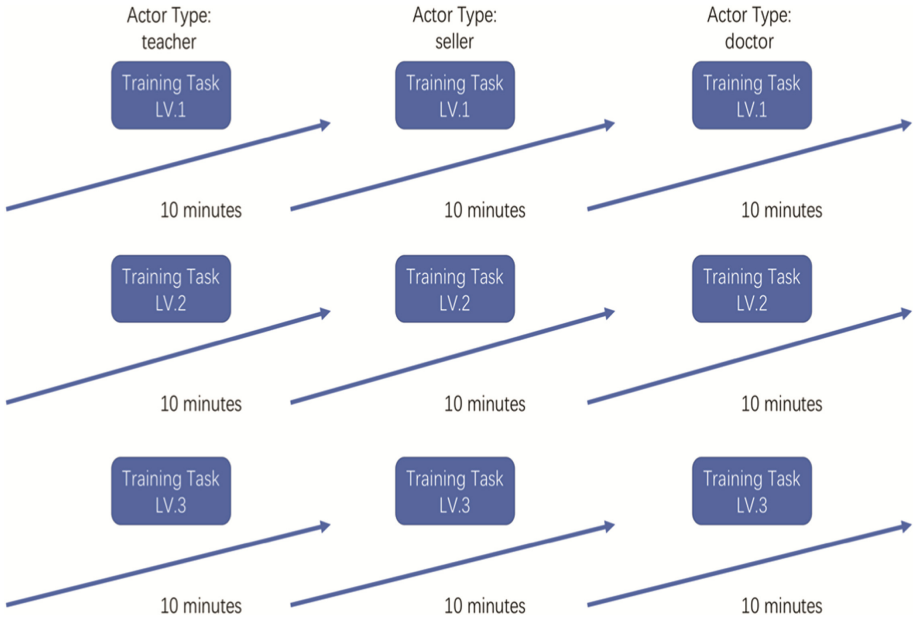 Actor Type:
teacher
Actor Type:
seller
Actor Type:
doctor
Training Task
LV.1
Training Task
LV.1
Training Task
LV.1
10 minutes
10 minutes
10 minutes
Training Task
LV.2
Training Task
LV.2
Training Task
LV.2
10 minutes
10 minutes
10 minutes
Training Task
LV.3
Training Task
LV.3
Training Task
LV.3
10 minutes
10 minutes
10 minutes